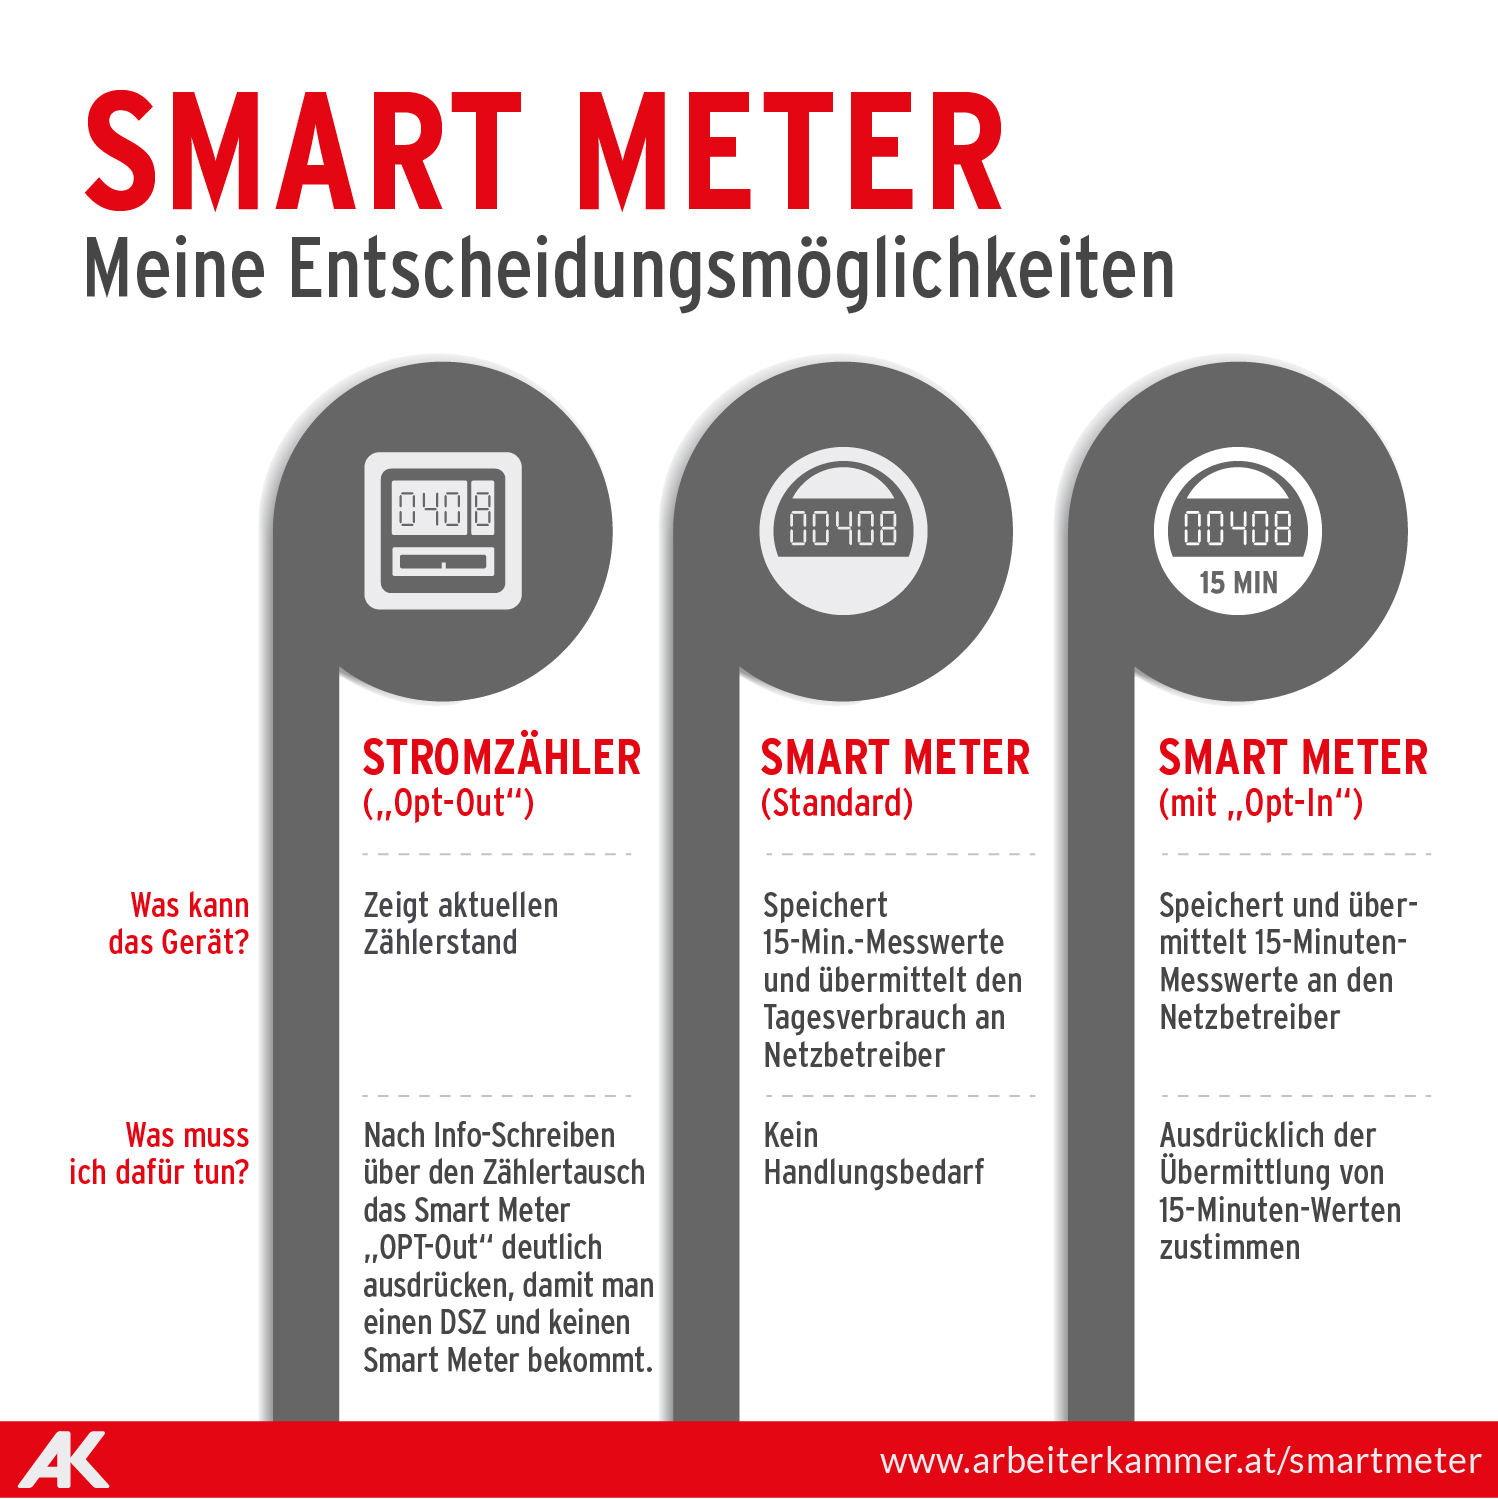 SMART METER
Meine Entscheidungsmöglichkeiten
040 8
00408
00408
15 MIN
STROMZÄHLER
(„Opt-Out“)
SMART METER
(Standard)
SMART METER
(mit „Opt-In“)
Was kann
das Gerät?
Zeigt aktuellen
Zählerstand
Speichert
15-Min.-Messwerte
und übermittelt den
Tagesverbrauch an
Netzbetreiber
Speichert und über-
mittelt 15-Minuten-
Messwerte an den
Netzbetreiber
Was muss
ich dafür tun?
Nach Info-Schreiben
über den Zählertausch
das Smart Meter
„OPT-Out“ deutlich
ausdrücken, damit man
einen DSZ und keinen
Smart Meter bekommt.
Kein
Handlungsbedarf
Ausdrücklich der
Übermittlung von
15-Minuten-Werten
zustimmen
AK
www.arbeiterkammer.at/smartmeter